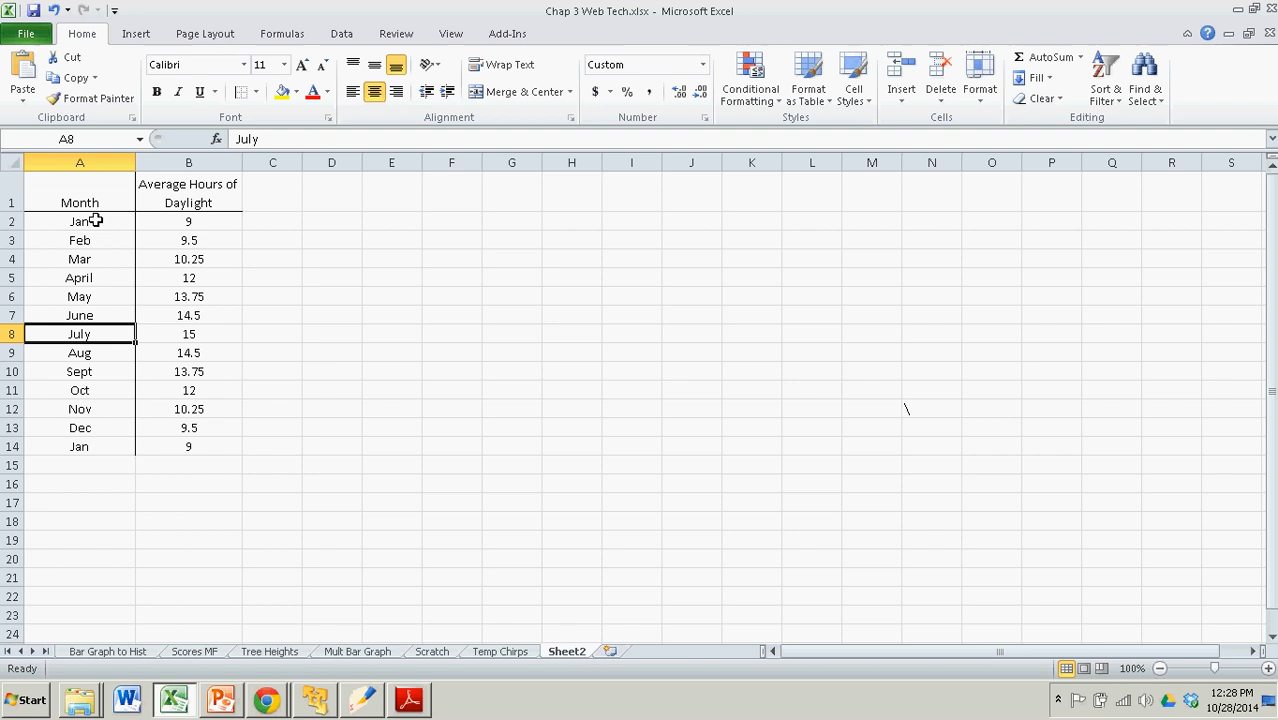 Chap 3 Web Tech.xlsx - Microsoft Excel
File Home Insert Page Layout Formulas Data Review View Add-Ins
Paste
Cut
Copy
Format Painter
Clipboard
Calibri 11 A A
B I U A
Font
Wrap Text
Merge & Center
Alignment
Custom
$ % , .0 .00
Number
Conditional Formatting
Format as Table
Cell Styles
Styles
Insert Delete Format
Cells
Σ AutoSum
Fill
Clear
Sort & Filter
Find & Select
Editing
A8 fx July
A B C D E F G H I J K L M N O P Q R S
1 Month Average Hours of Daylight
2 Jan 9
3 Feb 9.5
4 Mar 10.25
5 April 12
6 May 13.75
7 June 14.5
8 July 15
9 Aug 14.5
10 Sept 13.75
11 Oct 12
12 Nov 10.25 \
13 Dec 9.5
14 Jan 9
15
16
17
18
19
20
21
22
23
24
Bar Graph to Hist Scores MF Tree Heights Mult Bar Graph Scratch Temp Chirps Sheet2
Ready 100%
Start 12:28 PM
10/28/2014